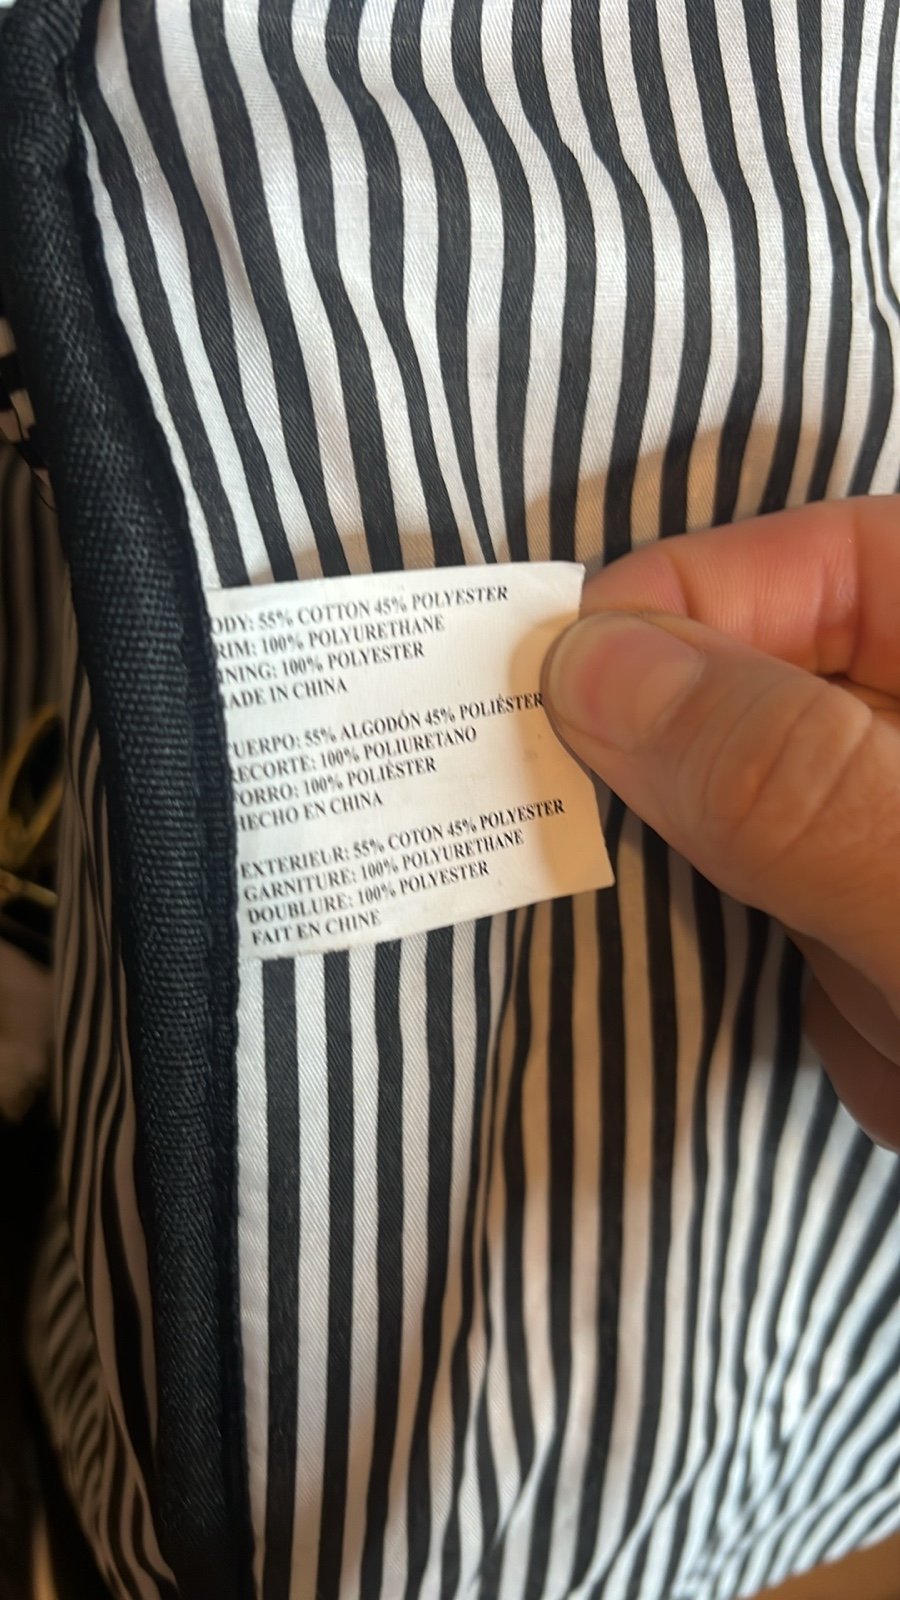 ODY: 55% COTTON 45% POLYESTER
RIM: 100% POLYURETHANE
NING: 100% POLYESTER
ADE IN CHINA
UERPO: 55% ALGODÓN 45% POLIÉSTER
ECORTE: 100% POLIURETANO
ORRO: 100% POLIÉSTER
HECHO EN CHINA
EXTERIEUR: 55% COTON 45% POLYESTER
GARNITURE: 100% POLYURETHANE
DOUBLURE: 100% POLYESTER
FAIT EN CHINE